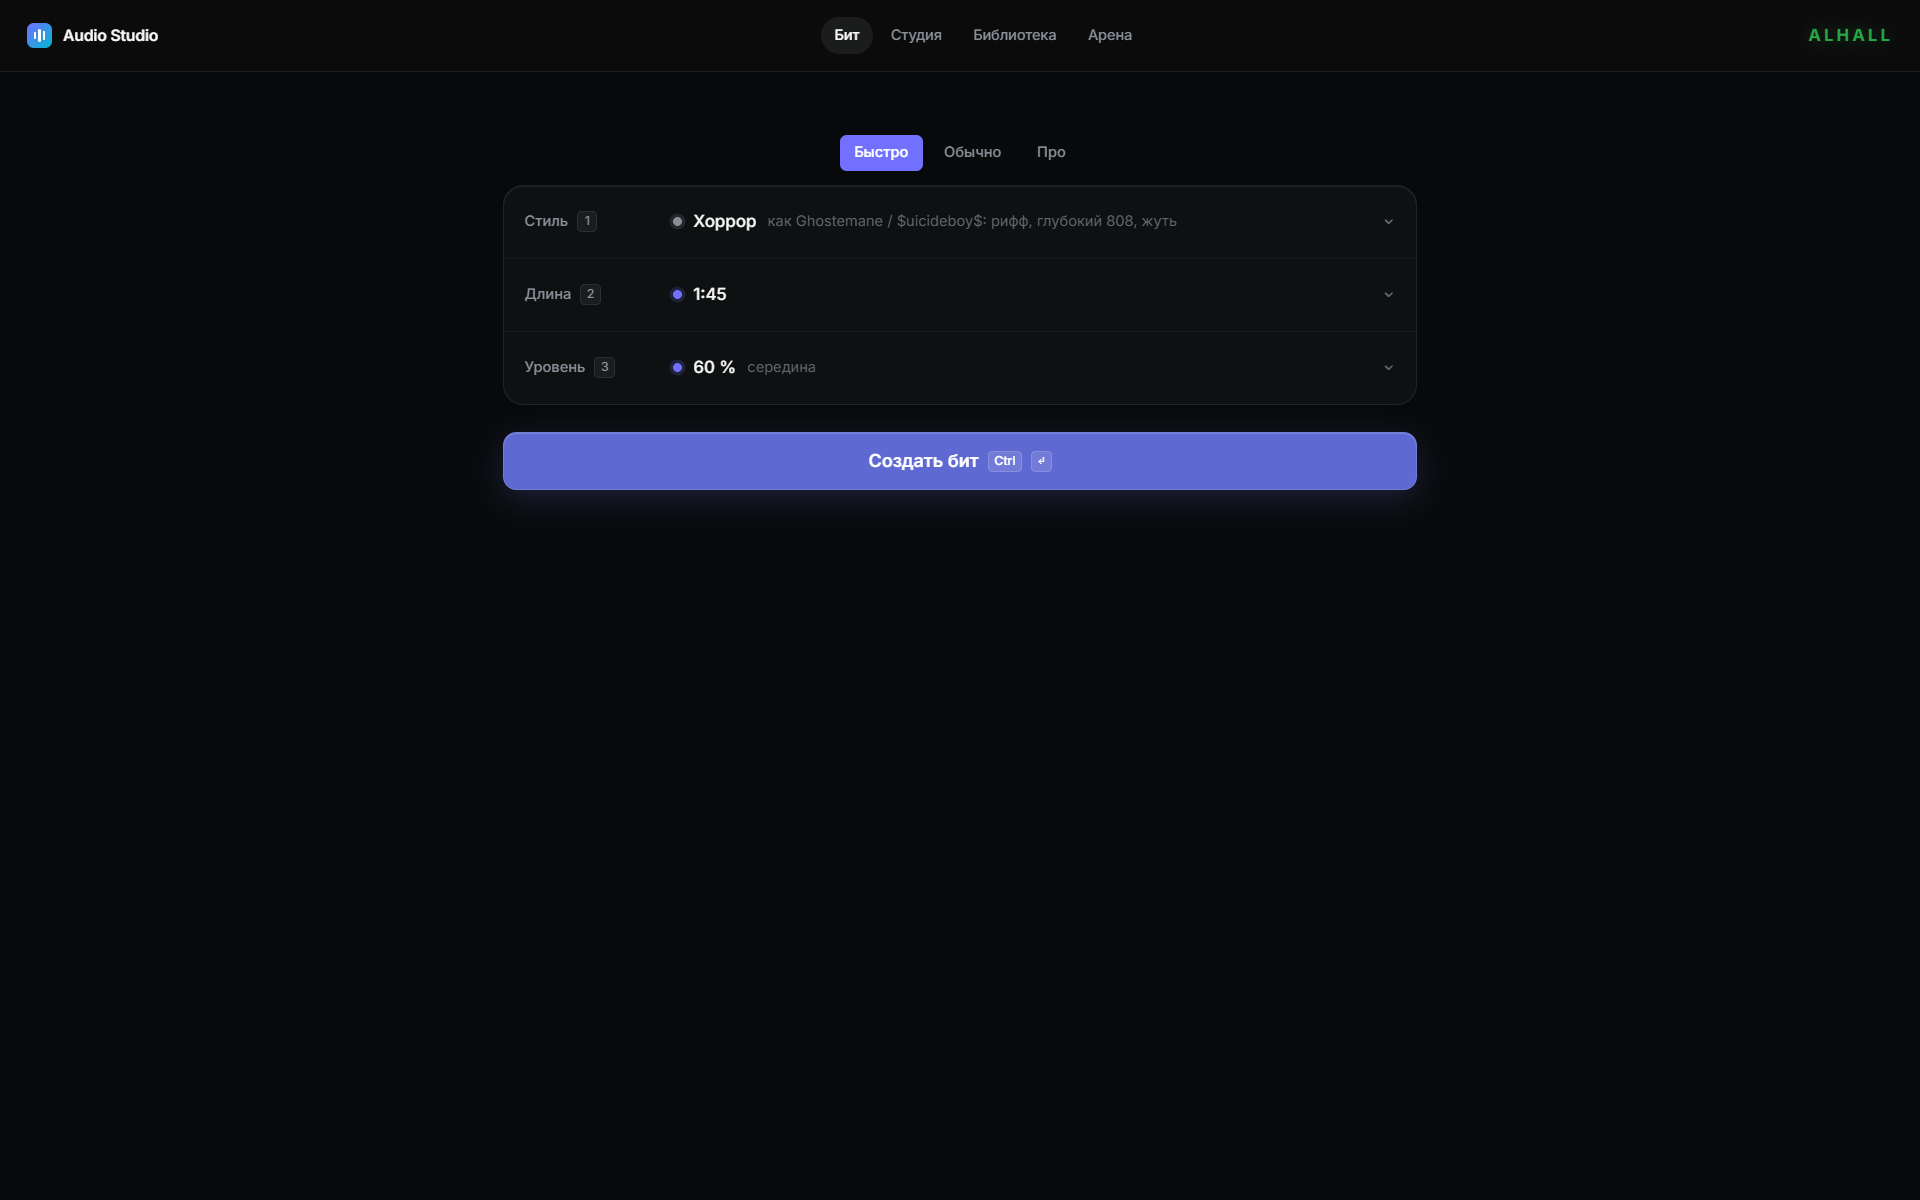 Audio Studio
Бит Студия Библиотека Арена
ALHALL
Быстро Обычно Про
Стиль 1 Хоррор как Ghostemane / $uicideboy$: рифф, глубокий 808, жуть
Длина 2 1:45
Уровень 3 60 % середина
Создать бит Ctrl ↵